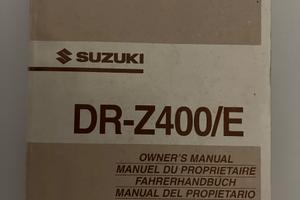 SUZUKI
DR-Z400/E
OWNER'S MANUAL
MANUEL DU PROPRIETAIRE
FAHRERHANDBUCH
MANUAL DEL PROPIETARIO